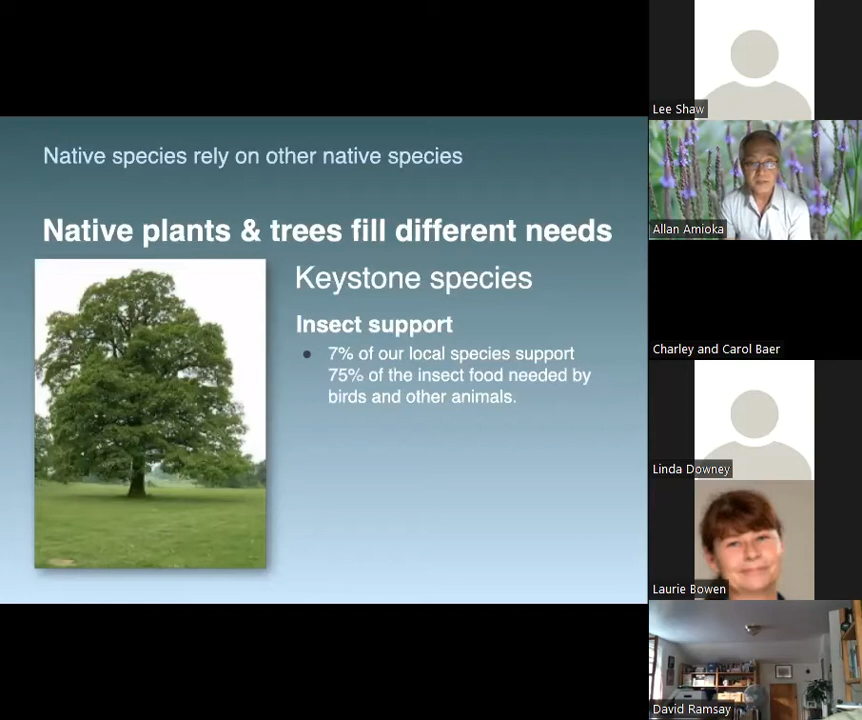 Native species rely on other native species
Native plants & trees fill different needs
Keystone species
Insect support
• 7% of our local species support
75% of the insect food needed by
birds and other animals.
Lee Shaw
Allan Amioka
Charley and Carol Baer
Linda Downey
Laurie Bowen
David Ramsay